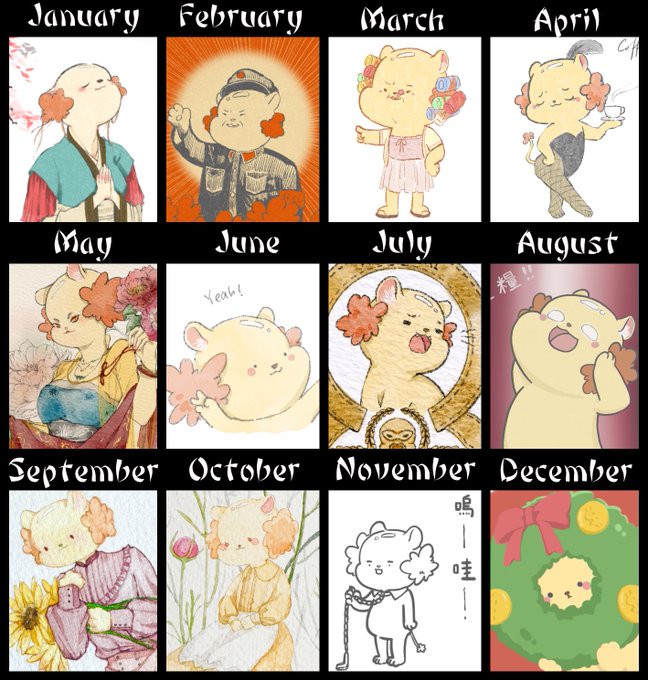 January
February
March
April
Yeah!
May
June
July
August
糧!!
September
October
November
December
嗚
|
哇
|